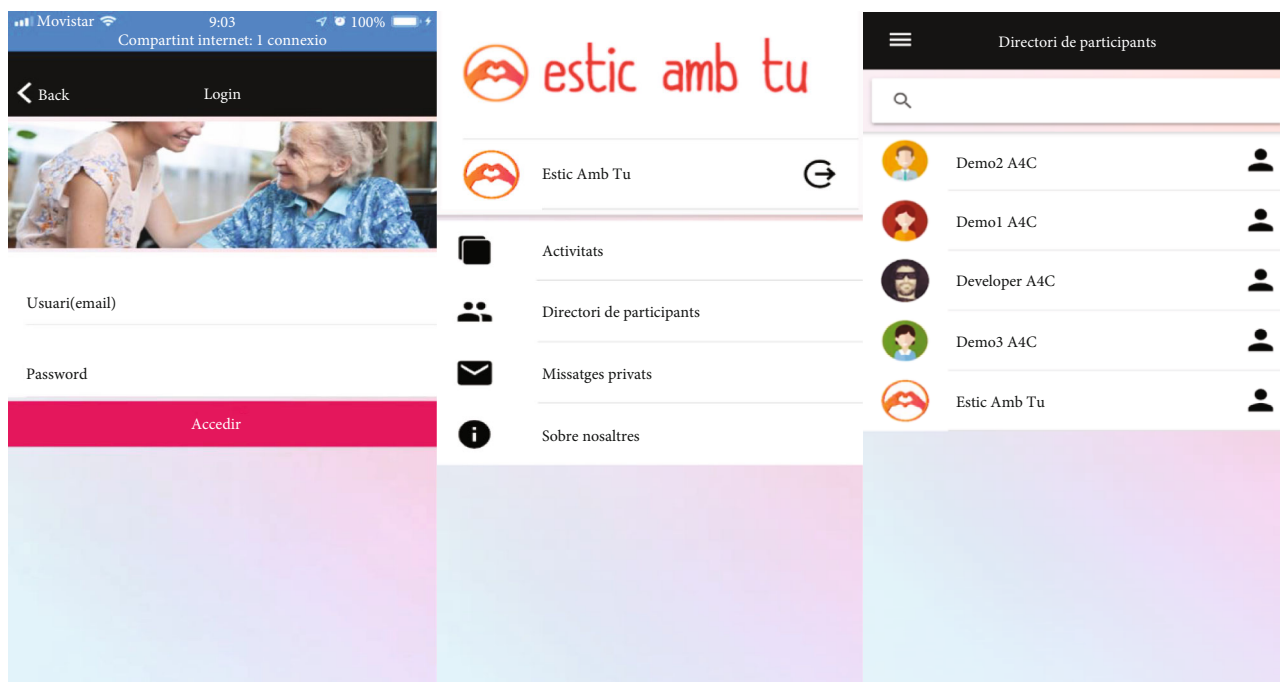 Movistar 9:03 100%
Compartint internet: 1 connexio
Back Login
Usuari(email)
Password
Accedir
estic amb tu
Estic Amb Tu
Activitats
Directori de participants
Missatges privats
Sobre nosaltres
Directori de participants
Demo2 A4C
Demo1 A4C
Developer A4C
Demo3 A4C
Estic Amb Tu